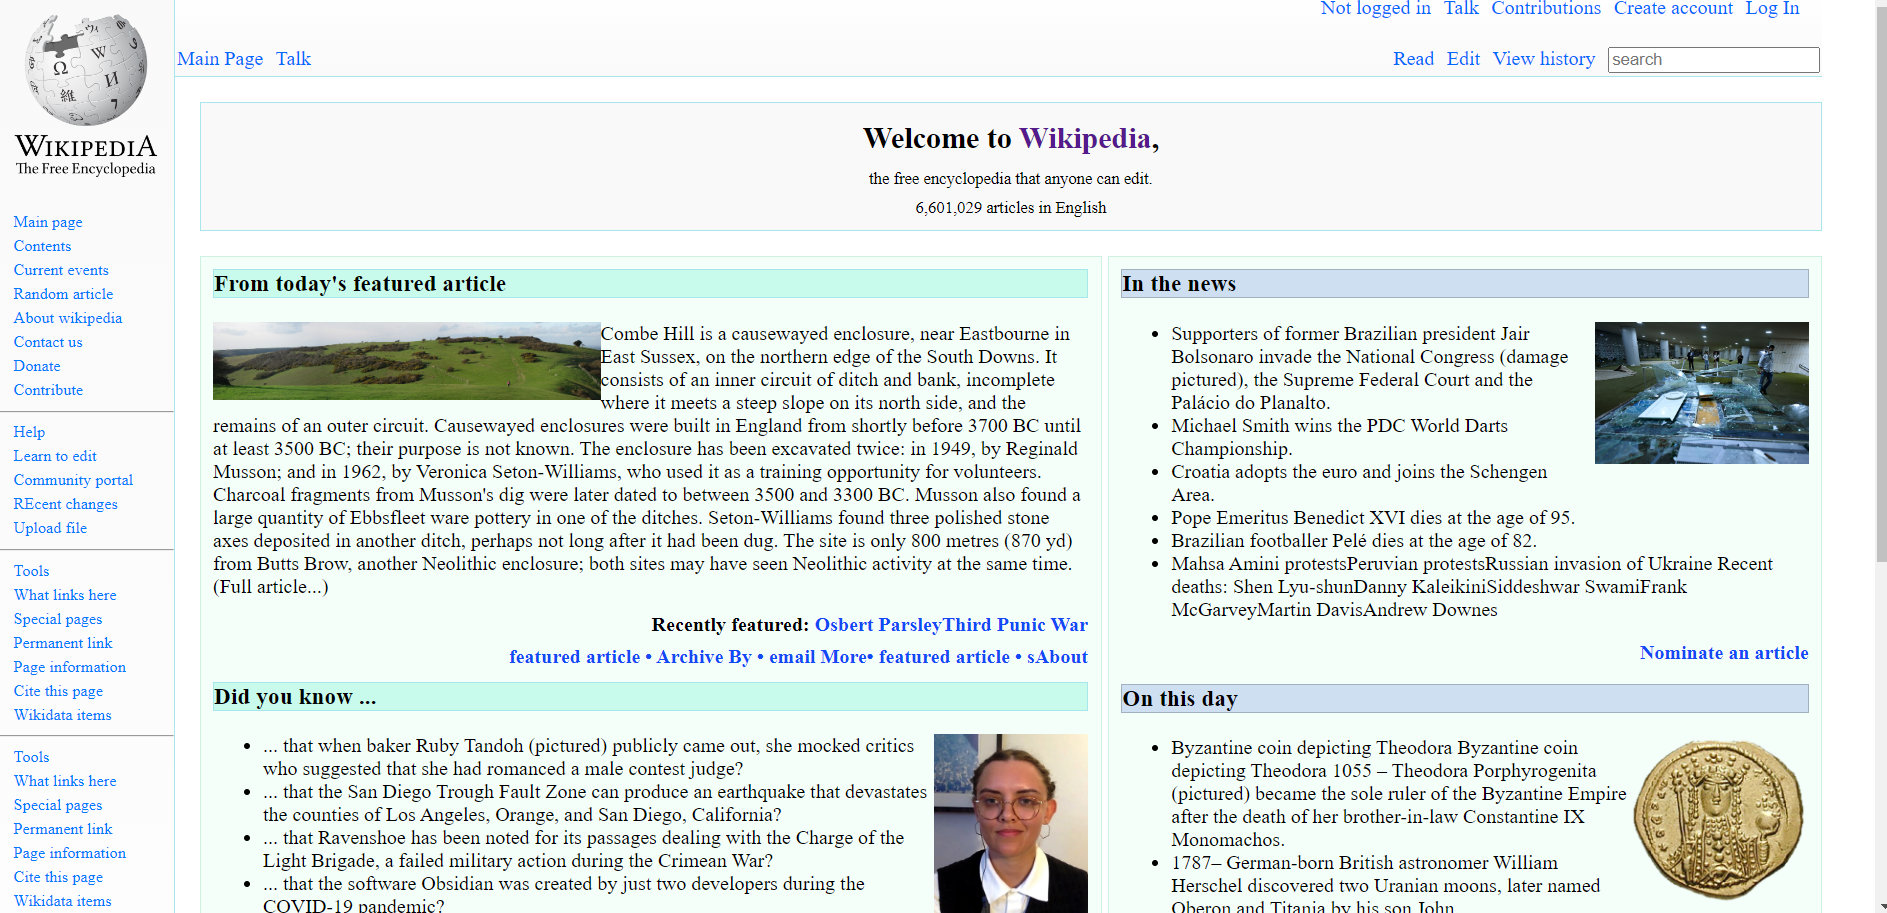 Not logged in Talk Contributions Create account Log In
Main Page Talk
Read Edit View history search
WIKIPEDIA
The Free Encyclopedia
Main page
Contents
Current events
Random article
About wikipedia
Contact us
Donate
Contribute
Help
Learn to edit
Community portal
REcent changes
Upload file
Tools
What links here
Special pages
Permanent link
Page information
Cite this page
Wikidata items
Tools
What links here
Special pages
Permanent link
Page information
Cite this page
Wikidata items
Welcome to Wikipedia,
the free encyclopedia that anyone can edit.
6,601,029 articles in English
From today's featured article
Combe Hill is a causewayed enclosure, near Eastbourne in
East Sussex, on the northern edge of the South Downs. It
consists of an inner circuit of ditch and bank, incomplete
where it meets a steep slope on its north side, and the
remains of an outer circuit. Causewayed enclosures were built in England from shortly before 3700 BC until
at least 3500 BC; their purpose is not known. The enclosure has been excavated twice: in 1949, by Reginald
Musson; and in 1962, by Veronica Seton-Williams, who used it as a training opportunity for volunteers.
Charcoal fragments from Musson's dig were later dated to between 3500 and 3300 BC. Musson also found a
large quantity of Ebbsfleet ware pottery in one of the ditches. Seton-Williams found three polished stone
axes deposited in another ditch, perhaps not long after it had been dug. The site is only 800 metres (870 yd)
from Butts Brow, another Neolithic enclosure; both sites may have seen Neolithic activity at the same time.
(Full article...)
Recently featured: Osbert ParsleyThird Punic War
featured article • Archive By • email More• featured article • sAbout
Did you know ...
• ... that when baker Ruby Tandoh (pictured) publicly came out, she mocked critics
who suggested that she had romanced a male contest judge?
• ... that the San Diego Trough Fault Zone can produce an earthquake that devastates
the counties of Los Angeles, Orange, and San Diego, California?
• ... that Ravenshoe has been noted for its passages dealing with the Charge of the
Light Brigade, a failed military action during the Crimean War?
• ... that the software Obsidian was created by just two developers during the
COVID-19 pandemic?
In the news
• Supporters of former Brazilian president Jair
Bolsonaro invade the National Congress (damage
pictured), the Supreme Federal Court and the
Palácio do Planalto.
• Michael Smith wins the PDC World Darts
Championship.
• Croatia adopts the euro and joins the Schengen
Area.
• Pope Emeritus Benedict XVI dies at the age of 95.
• Brazilian footballer Pelé dies at the age of 82.
• Mahsa Amini protestsPeruvian protestsRussian invasion of Ukraine Recent
deaths: Shen Lyu-shunDanny KaleikiniSiddeshwar SwamiFrank
McGarveyMartin DavisAndrew Downes
Nominate an article
On this day
• Byzantine coin depicting Theodora Byzantine coin
depicting Theodora 1055 – Theodora Porphyrogenita
(pictured) became the sole ruler of the Byzantine Empire
after the death of her brother-in-law Constantine IX
Monomachos.
• 1787– German-born British astronomer William
Herschel discovered two Uranian moons, later named
Oberon and Titania by his son John